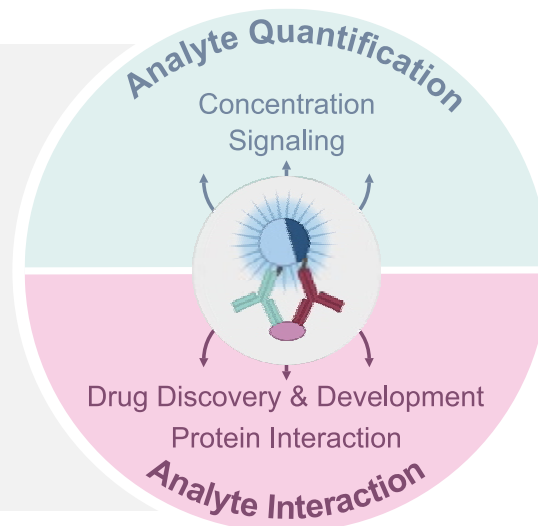 Analyte Quantification
Concentration
Signaling
Drug Discovery & Development
Protein Interaction
Analyte Interaction